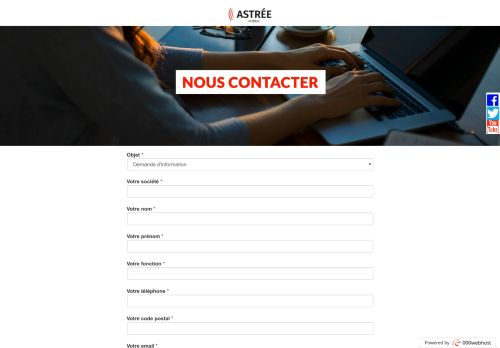 ASTRÉE
NOUS CONTACTER
You
Tube
Objet *
Demande d'information
Votre société *
Votre nom *
Votre prénom *
Votre fonction *
Votre téléphone *
Votre code postal *
Votre email *
Powered by 000webhost